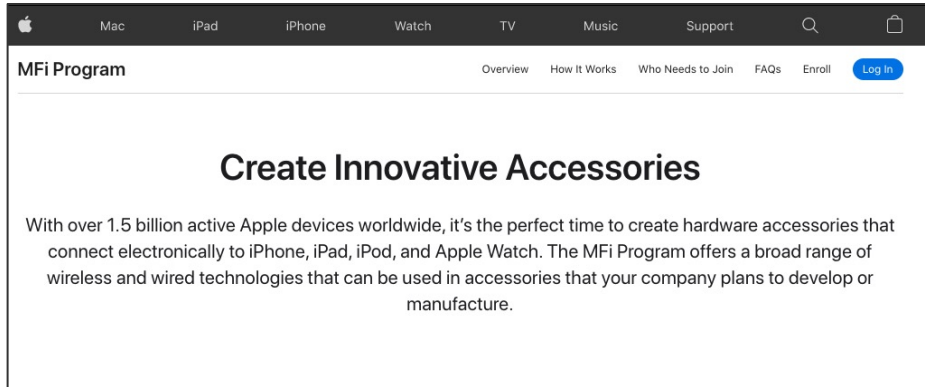 Mac iPad iPhone Watch TV Music Support
MFi Program Overview How It Works Who Needs to Join FAQs Enroll Log In
Create Innovative Accessories
With over 1.5 billion active Apple devices worldwide, it’s the perfect time to create hardware accessories that
connect electronically to iPhone, iPad, iPod, and Apple Watch. The MFi Program offers a broad range of
wireless and wired technologies that can be used in accessories that your company plans to develop or
manufacture.